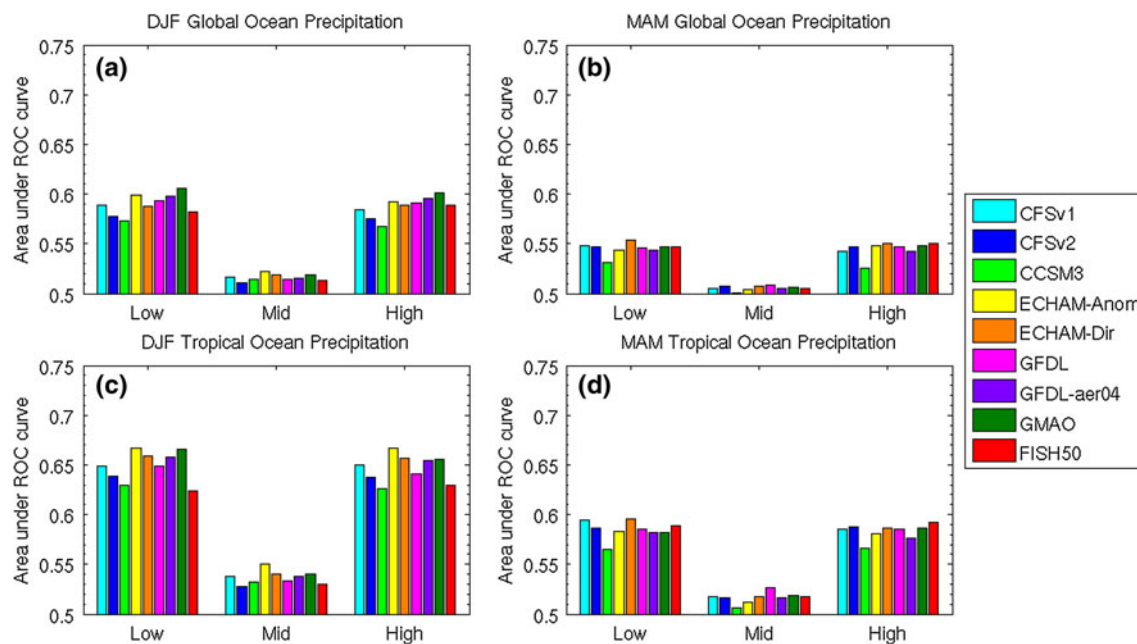 DJF Global Ocean Precipitation
(a)
Area under ROC curve
0.75
0.7
0.65
0.6
0.55
0.5
Low Mid High
MAM Global Ocean Precipitation
(b)
Area under ROC curve
0.75
0.7
0.65
0.6
0.55
0.5
Low Mid High
DJF Tropical Ocean Precipitation
(c)
Area under ROC curve
0.75
0.7
0.65
0.6
0.55
0.5
Low Mid High
MAM Tropical Ocean Precipitation
(d)
Area under ROC curve
0.75
0.7
0.65
0.6
0.55
0.5
Low Mid High
CFSv1
CFSv2
CCSM3
ECHAM-Anom
ECHAM-Dir
GFDL
GFDL-aer04
GMAO
FISH50